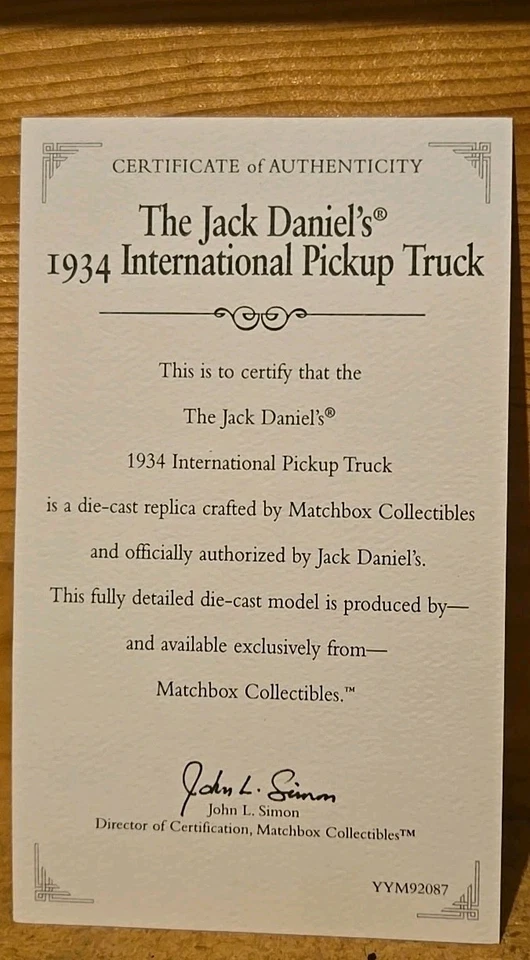 CERTIFICATE of AUTHENTICITY
The Jack Daniel's®
1934 International Pickup Truck
This is to certify that the
The Jack Daniel's®
1934 International Pickup Truck
is a die-cast replica crafted by Matchbox Collectibles
and officially authorized by Jack Daniel's.
This fully detailed die-cast model is produced by—
and available exclusively from—
Matchbox Collectibles.™
John L. Simon
John L. Simon
Director of Certification, Matchbox Collectibles™
YYM92087